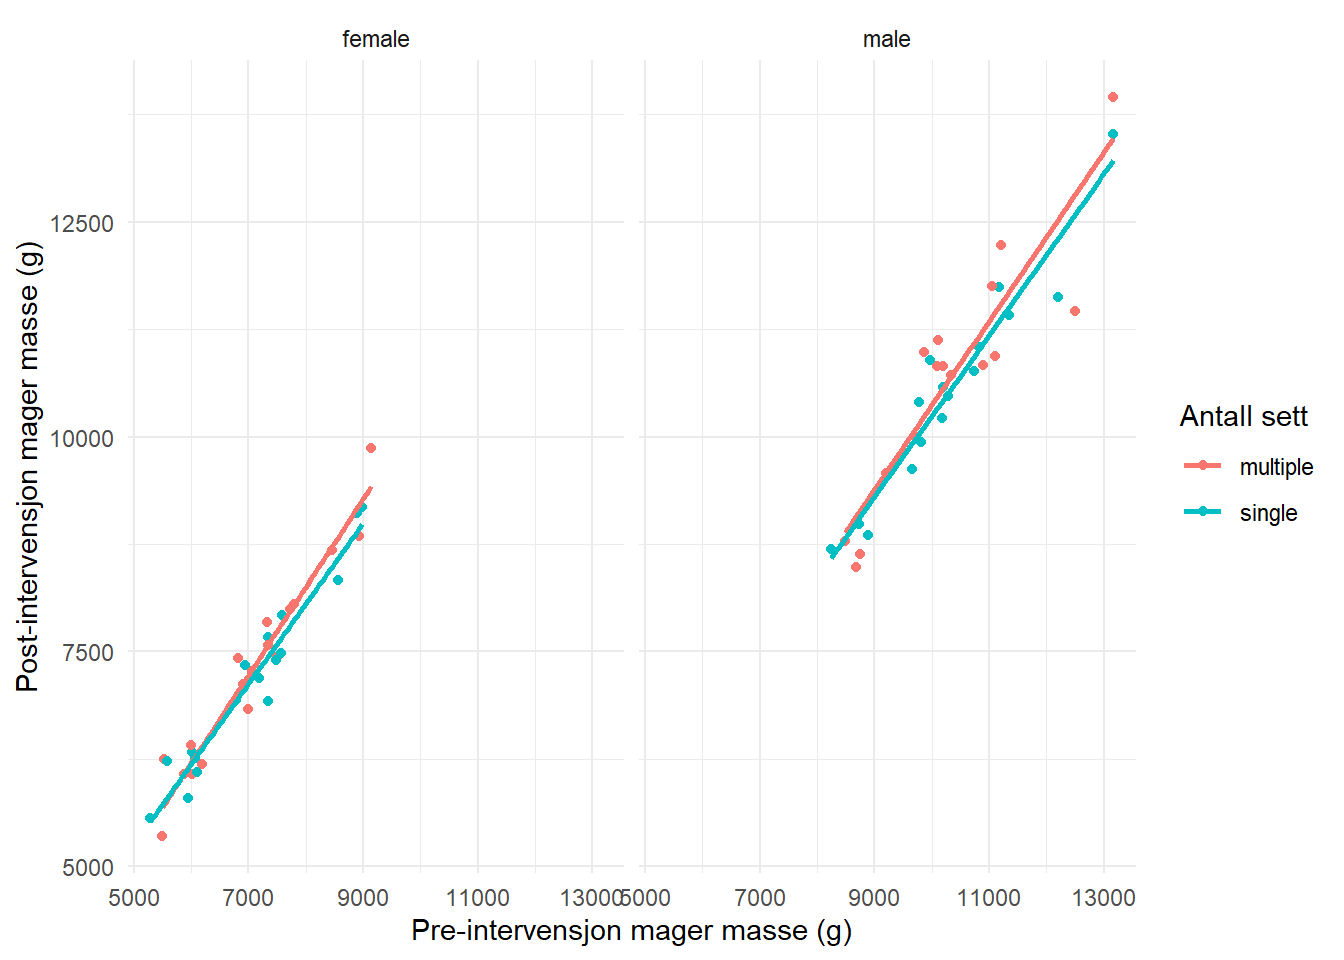 female
male
12500
10000
7500
5000
5000
7000
9000
11000
13000
5000
7000
9000
11000
13000
Pre-intervensjon mager masse (g)
Post-intervensjon mager masse (g)
Antall sett
multiple
single